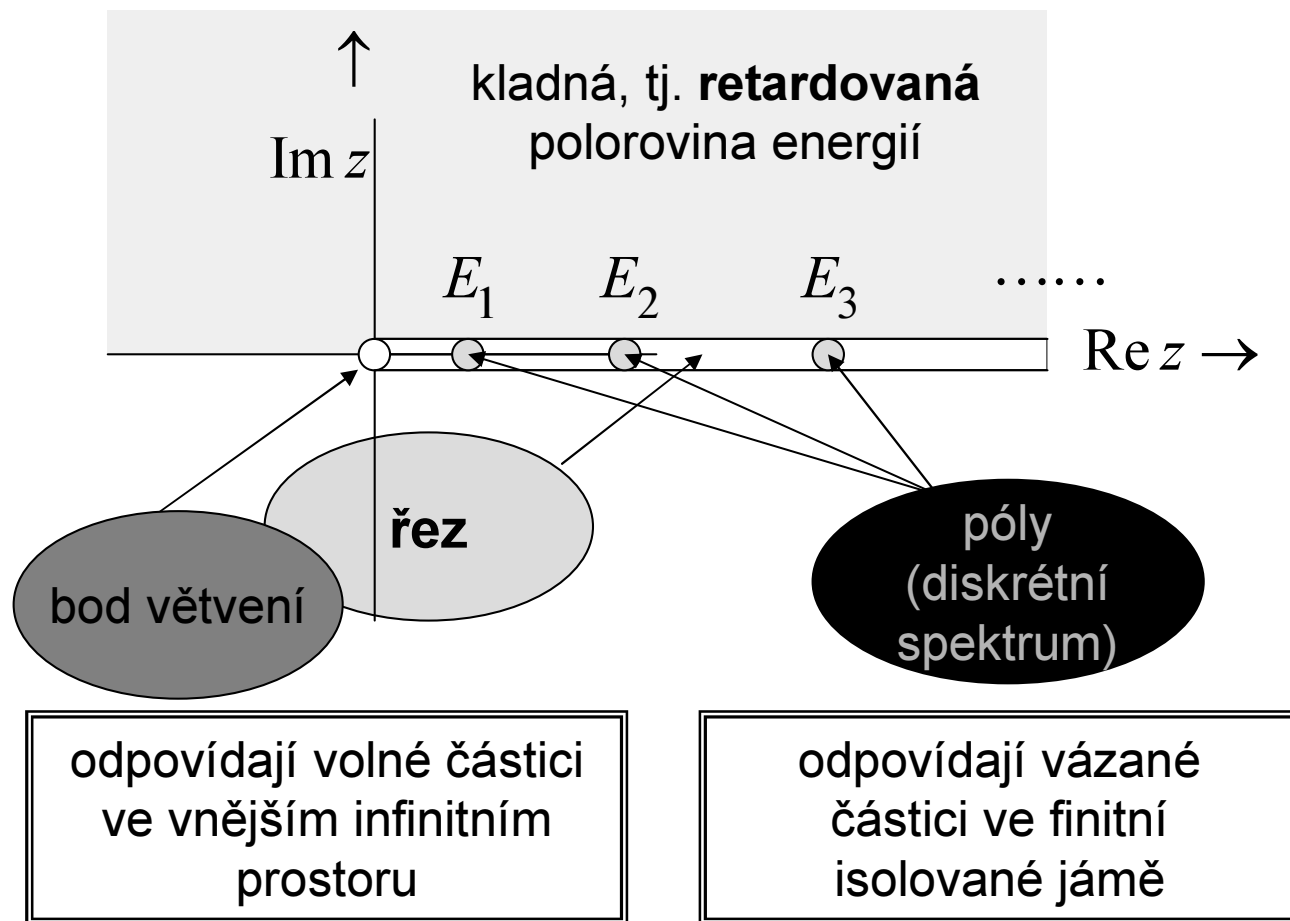 ↑
kladná, tj. retardovaná
polorovina energií
Im z
E1 E2 E3 ……
Re z →
řez
bod větvení
póly
(diskrétní
spektrum)
odpovídají volné částici
ve vnějším infinitním
prostoru
odpovídají vázané
částici ve finitní
isolované jámě